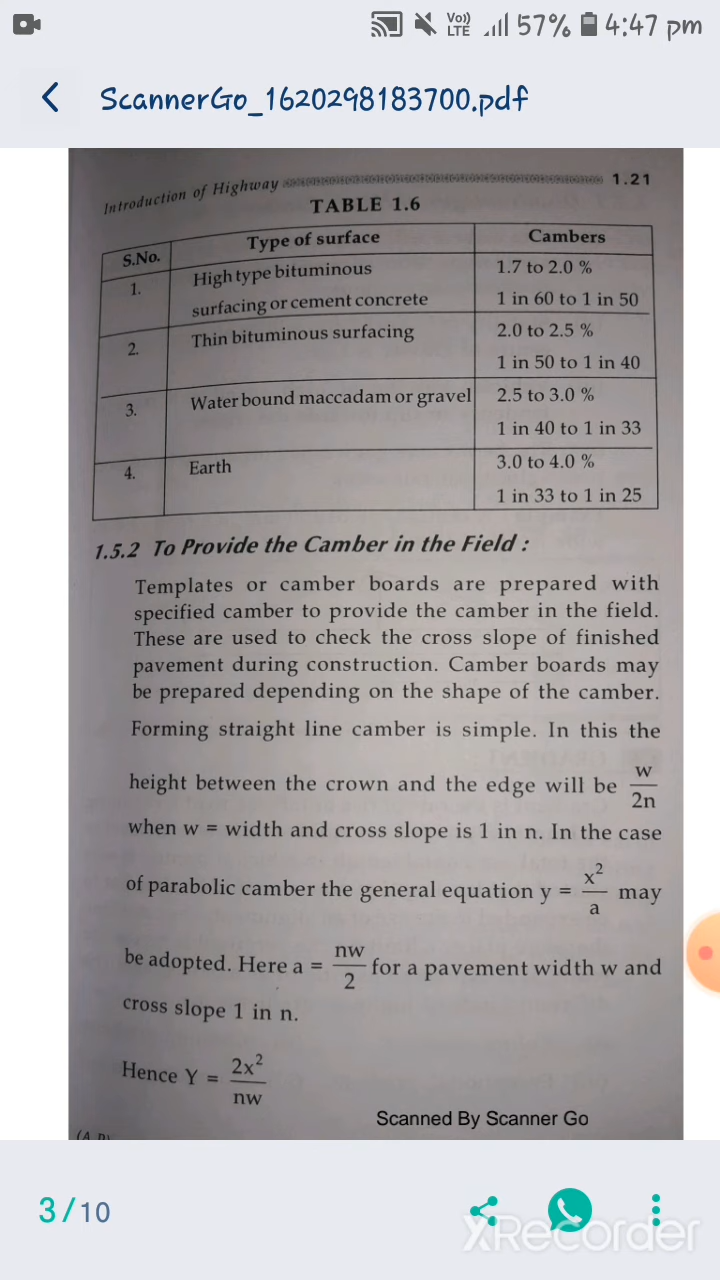 Vo))
LTE
57%
4:47 pm
ScannerGo_1620298183700.pdf
Introduction of Highway 1.21
TABLE 1.6
S.No. Type of surface Cambers
1. High type bituminous 1.7 to 2.0 %
surfacing or cement concrete 1 in 60 to 1 in 50
2. Thin bituminous surfacing 2.0 to 2.5 %
1 in 50 to 1 in 40
3. Water bound maccadam or gravel 2.5 to 3.0 %
1 in 40 to 1 in 33
4. Earth 3.0 to 4.0 %
1 in 33 to 1 in 25
1.5.2 To Provide the Camber in the Field :
Templates or camber boards are prepared with
specified camber to provide the camber in the field.
These are used to check the cross slope of finished
pavement during construction. Camber boards may
be prepared depending on the shape of the camber.
Forming straight line camber is simple. In this the
height between the crown and the edge will be w/2n
when w = width and cross slope is 1 in n. In the case
of parabolic camber the general equation y = x²/a may
be adopted. Here a = nw/2 for a pavement width w and
cross slope 1 in n.
Hence Y = 2x²/nw
Scanned By Scanner Go
3/10
XRecorder